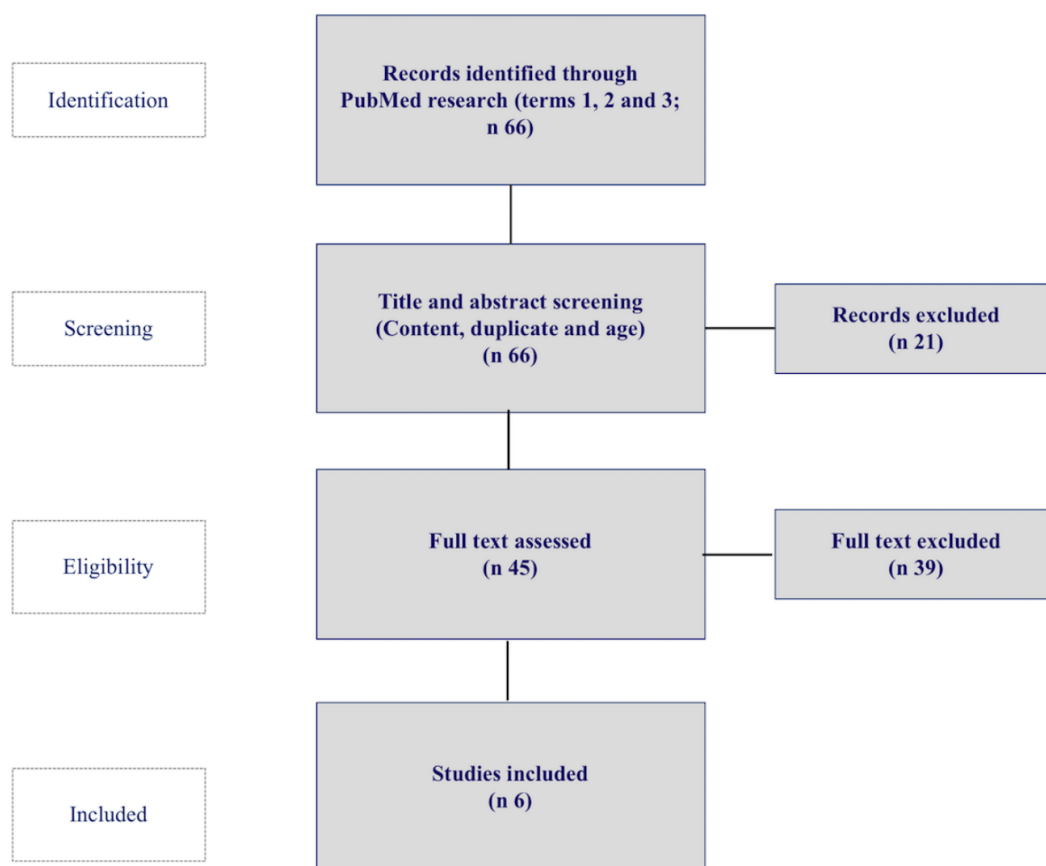 Identification
Records identified through
PubMed research (terms 1, 2 and 3;
n 66)
Screening
Title and abstract screening
(Content, duplicate and age)
(n 66)
Records excluded
(n 21)
Eligibility
Full text assessed
(n 45)
Full text excluded
(n 39)
Included
Studies included
(n 6)